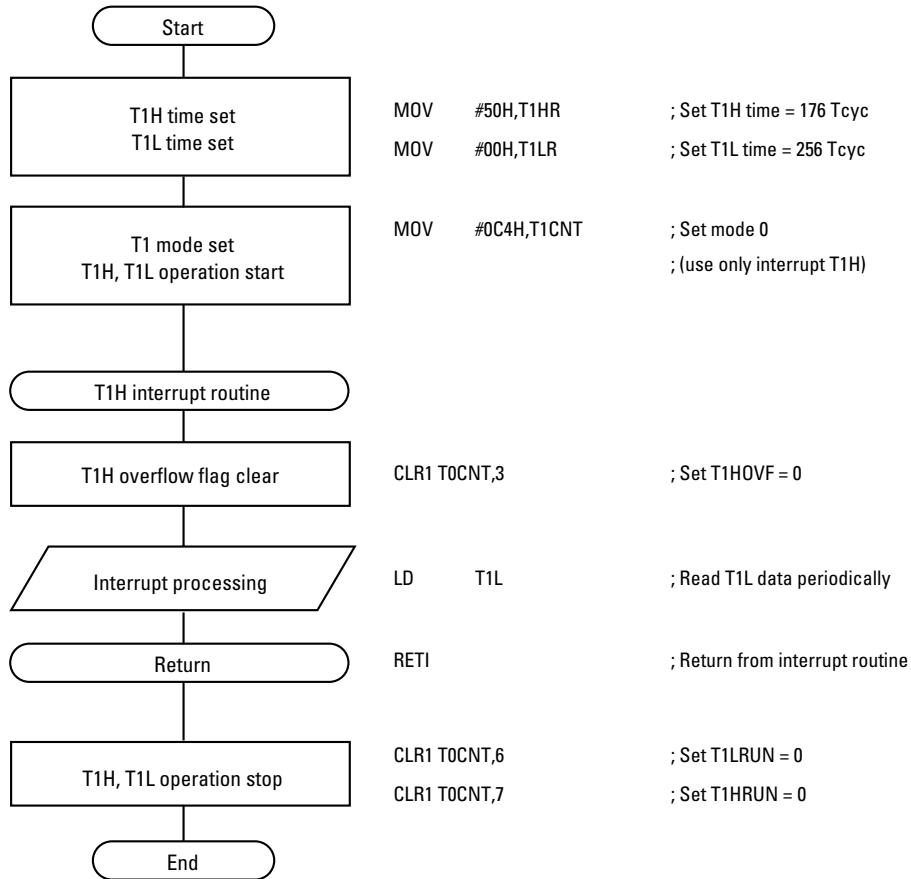 Start
T1H time set
T1L time set
MOV #50H,T1HR ; Set T1H time = 176 Tcyc
MOV #00H,T1LR ; Set T1L time = 256 Tcyc
T1 mode set
T1H, T1L operation start
MOV #0C4H,T1CNT ; Set mode 0
; (use only interrupt T1H)
T1H interrupt routine
T1H overflow flag clear
CLR1 T0CNT,3 ; Set T1HOVF = 0
Interrupt processing
LD T1L ; Read T1L data periodically
Return
RETI ; Return from interrupt routine
T1H, T1L operation stop
CLR1 T0CNT,6 ; Set T1LRUN = 0
CLR1 T0CNT,7 ; Set T1HRUN = 0
End